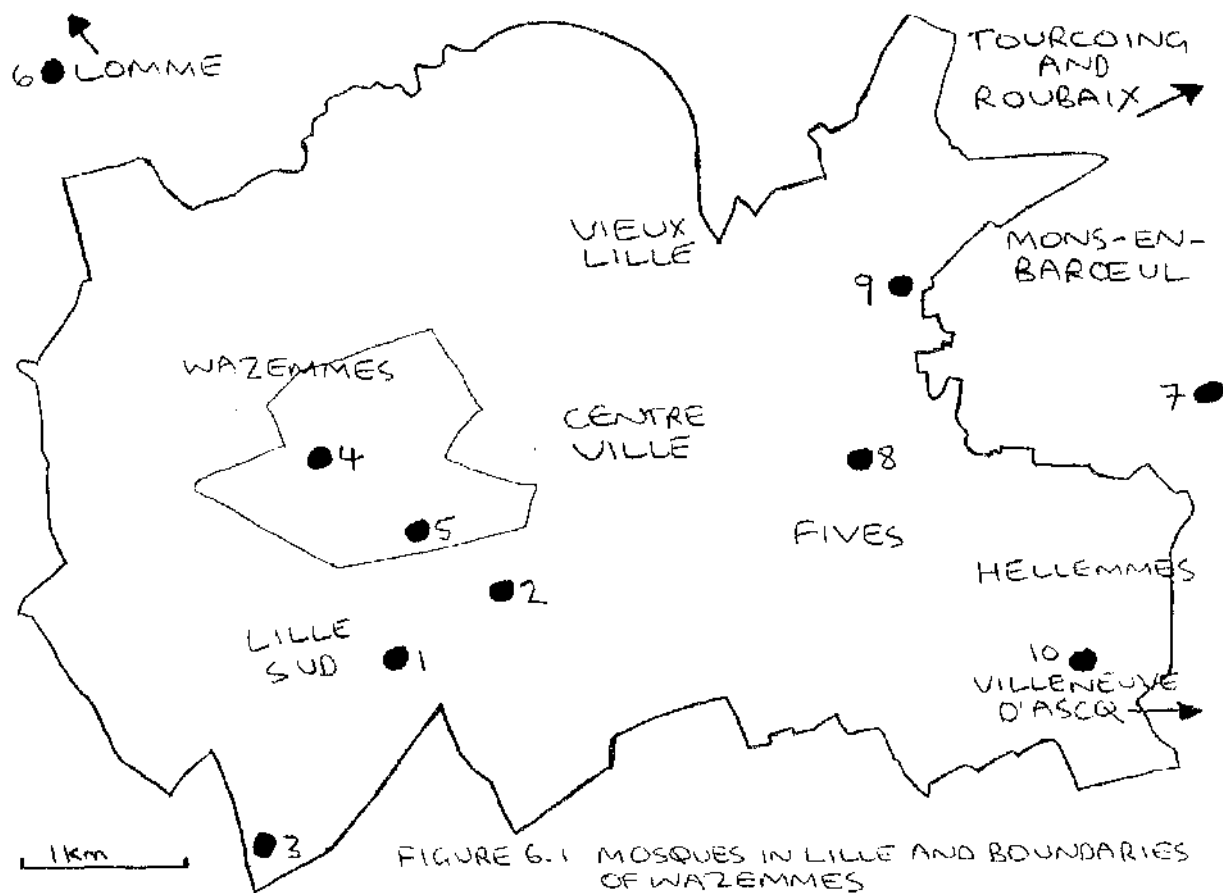 6 LOMME
TOURCOING
AND
ROUBAIX
VIEUX
LILLE
MONS-EN-
BARŒUL
9
WAZEMMES
7
CENTRE
VILLE
4
8
5
FIVES
HELLEMMES
2
LILLE
SUD
1
10
VILLENEUVE
D'ASCQ
3
1km
FIGURE 6.1 MOSQUES IN LILLE AND BOUNDARIES
OF WAZEMMES